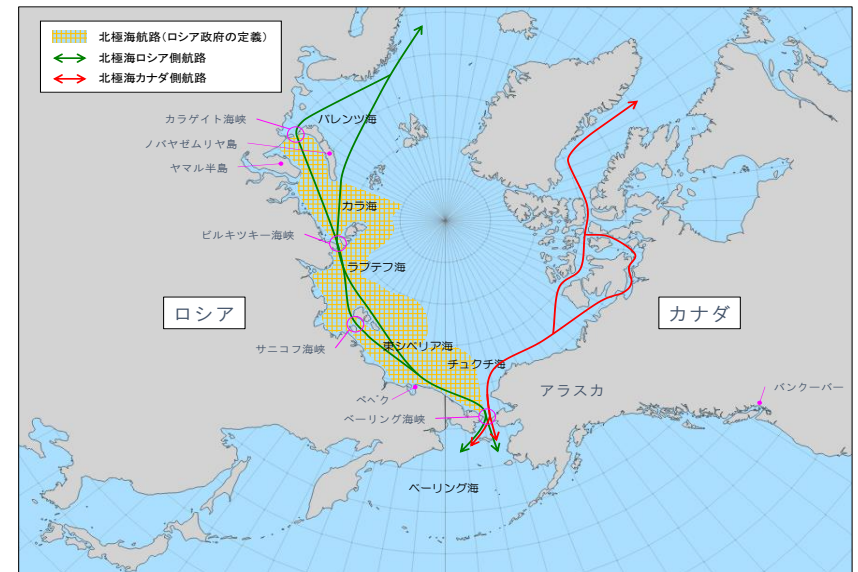 北極海航路(ロシア政府の定義)
北極海ロシア側航路
北極海カナダ側航路
カラゲイト海峡
バレンツ海
ノバヤゼムリヤ島
ヤマル半島
カラ海
ビルキツキー海峡
ラプテフ海
ロシア
カナダ
サニコフ海峡
東シベリア海
チュクチ海
アラスカ
バンクーバー
ペベク
ベーリング海峡
ベーリング海